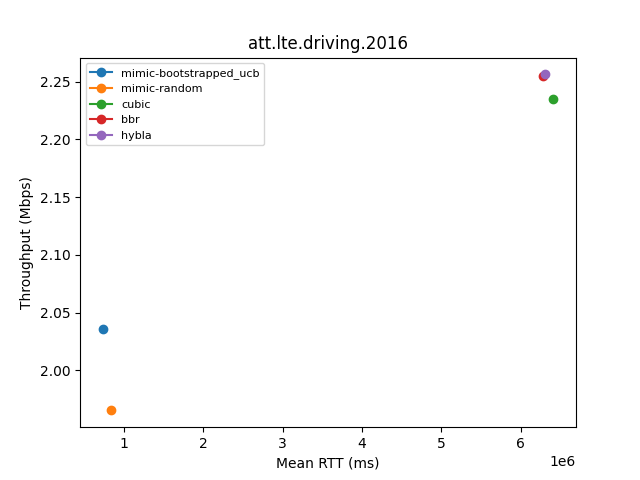 att.lte.driving.2016
mimic-bootstrapped_ucb
mimic-random
cubic
bbr
hybla
Throughput (Mbps)
2.25
2.20
2.15
2.10
2.05
2.00
1 2 3 4 5 6
1e6
Mean RTT (ms)